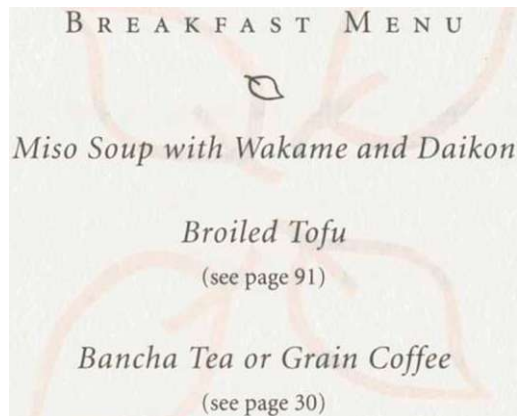 BREAKFAST MENU
Miso Soup with Wakame and Daikon
Broiled Tofu
(see page 91)
Bancha Tea or Grain Coffee
(see page 30)